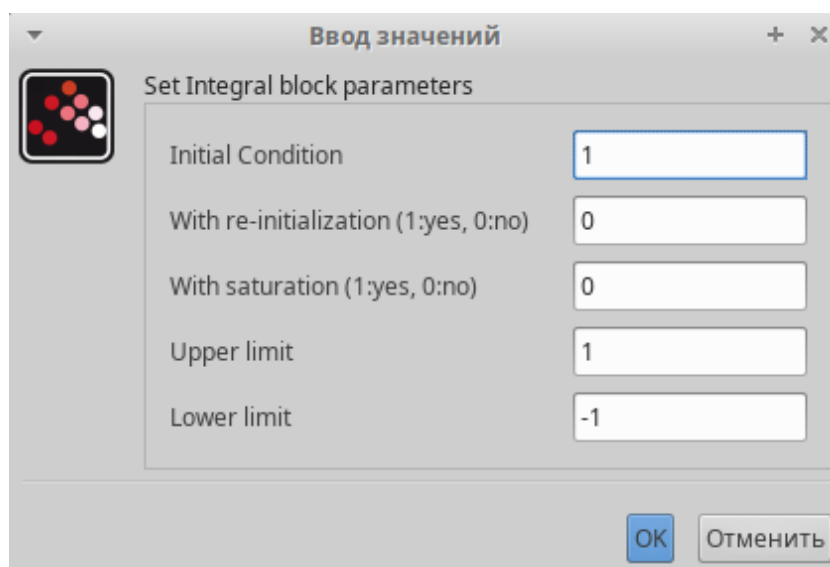 Ввод значений
Set Integral block parameters
Initial Condition 1
With re-initialization (1:yes, 0:no) 0
With saturation (1:yes, 0:no) 0
Upper limit 1
Lower limit -1
OK Отменить